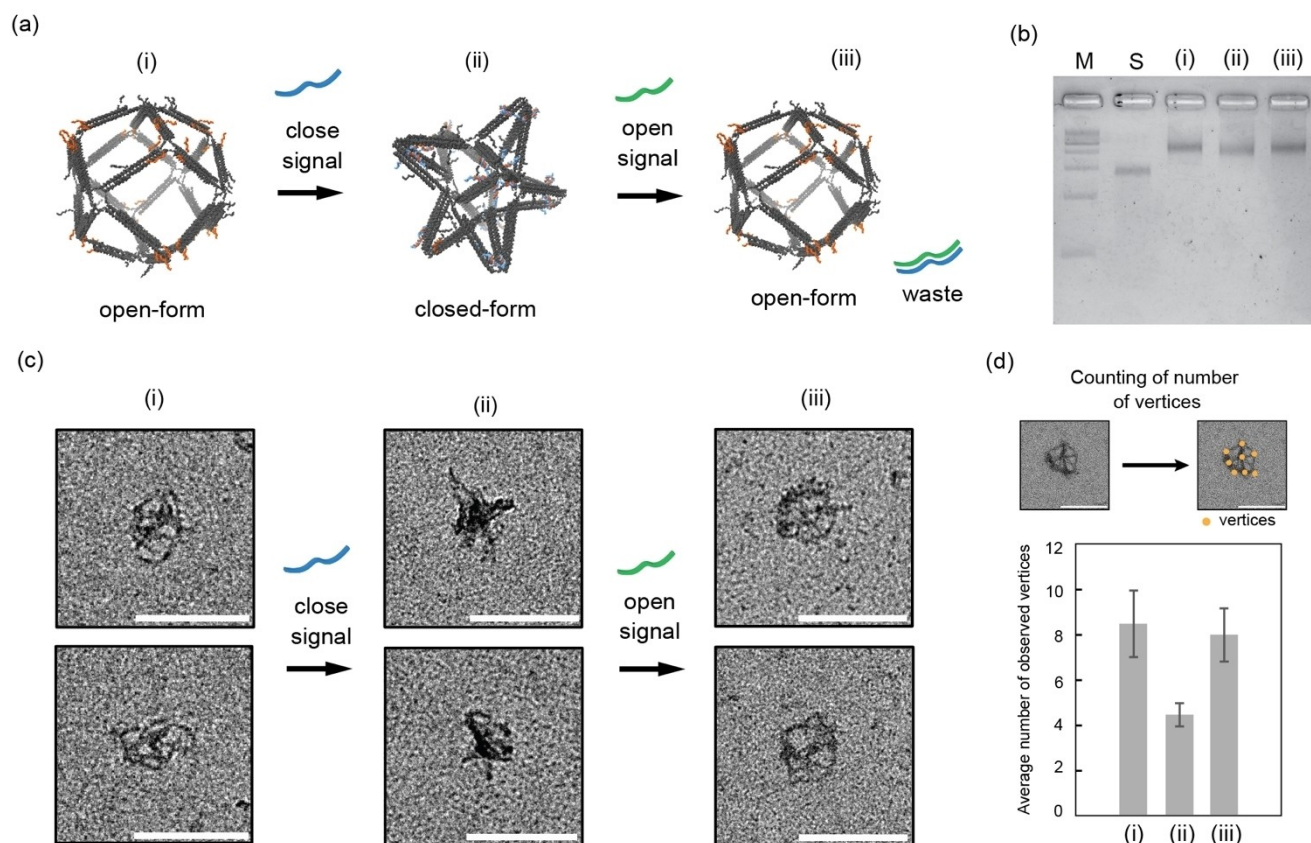 (a)
(i)
(ii)
(iii)
close
signal
open
signal
open-form
closed-form
open-form
waste
(b)
M
S
(i)
(ii)
(iii)
(c)
(i)
(ii)
(iii)
close
signal
open
signal
(d)
Counting of number
of vertices
vertices
Average number of observed vertices
12
10
8
6
4
2
0
(i)
(ii)
(iii)